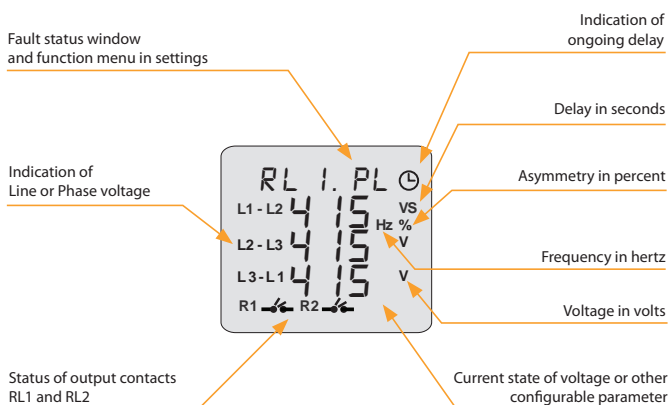 Indication of
ongoing delay
Fault status window
and function menu in settings
Delay in seconds
Indication of
Line or Phase voltage
Asymmetry in percent
RL 1. PL
L1 - L2 415 VS
Hz %
L2 - L3 415 V
L3 - L1 415 V
R1 R2
Frequency in hertz
Voltage in volts
Status of output contacts
RL1 and RL2
Current state of voltage or other
configurable parameter